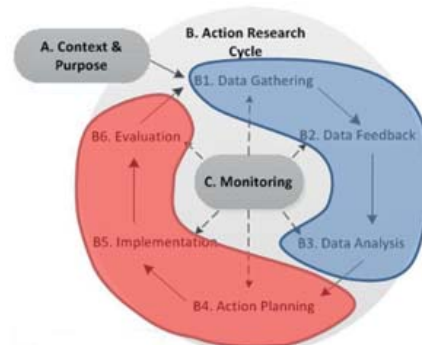 A. Context &
Purpose
B. Action Research
Cycle
B1. Data Gathering
B6. Evaluation
B2. Data Feedback
C. Monitoring
B5. Implementation
B3. Data Analysis
B4. Action Planning